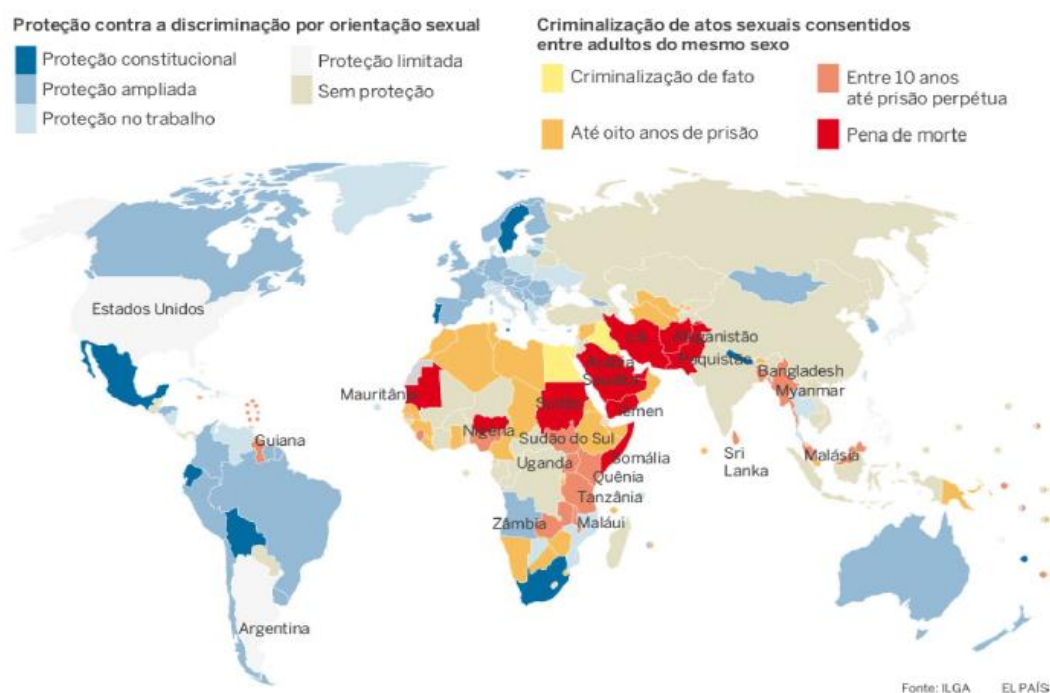 Proteção contra a discriminação por orientação sexual
Proteção constitucional
Proteção ampliada
Proteção no trabalho
Proteção limitada
Sem proteção
Criminalização de atos sexuais consentidos
entre adultos do mesmo sexo
Criminalização de fato
Até oito anos de prisão
Entre 10 anos
até prisão perpétua
Pena de morte
Estados Unidos
Irã
Afeganistão
Paquistão
Arábia
Saudita
Bangladesh
Myanmar
Mauritânia
Sudão
Iemen
Guiana
Nigéria
Sudão do Sul
Somália
Sri
Lanka
Malásia
Uganda
Quênia
Tanzânia
Zâmbia
Maláui
Argentina
Fonte: ILGA
EL PAÍS